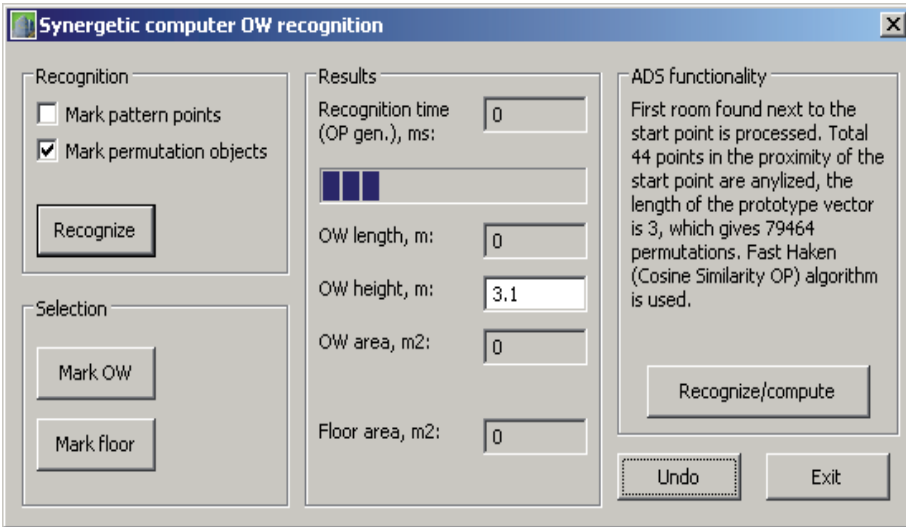 Synergetic computer OW recognition
Recognition
Mark pattern points
Mark permutation objects
Recognize
Selection
Mark OW
Mark floor
Results
Recognition time
(OP gen.), ms:
0
OW length, m:
0
OW height, m:
3.1
OW area, m2:
0
Floor area, m2:
0
ADS functionality
First room found next to the
start point is processed. Total
44 points in the proximity of the
start point are anylized, the
length of the prototype vector
is 3, which gives 79464
permutations. Fast Haken
(Cosine Similarity OP) algorithm
is used.
Recognize/compute
Undo
Exit